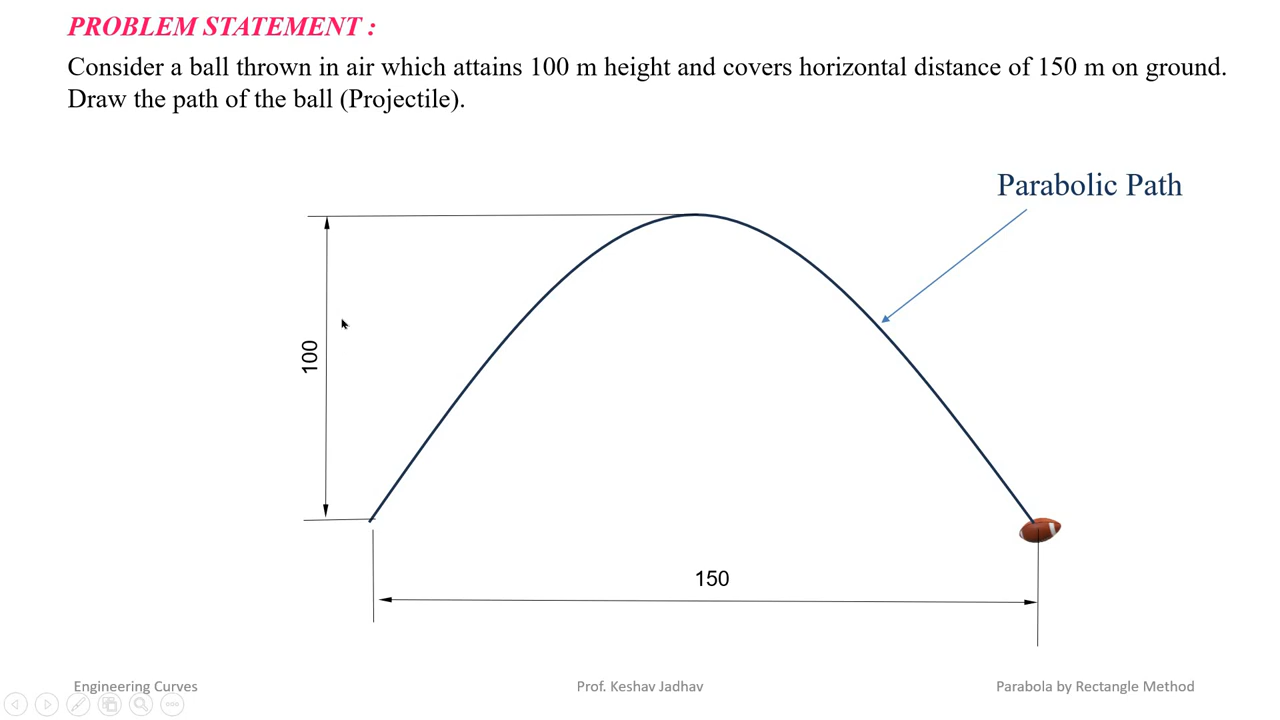 PROBLEM STATEMENT :
Consider a ball thrown in air which attains 100 m height and covers horizontal distance of 150 m on ground.
Draw the path of the ball (Projectile).
Parabolic Path
100
150
Engineering Curves
Prof. Keshav Jadhav
Parabola by Rectangle Method